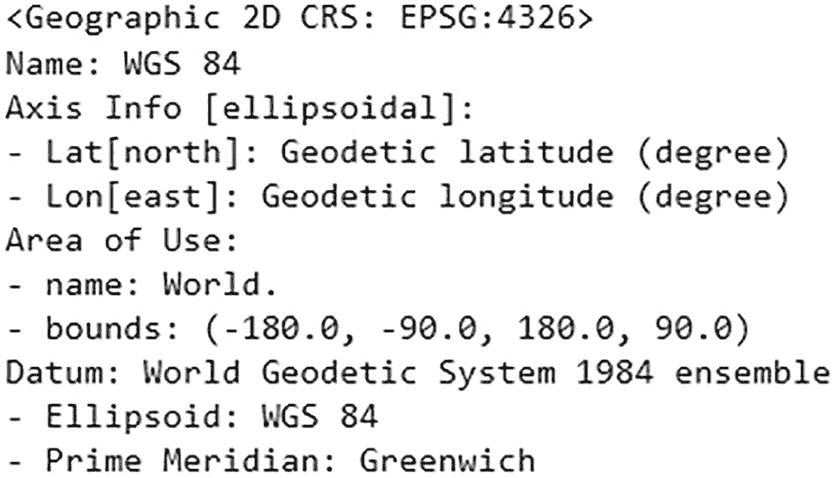 <Geographic 2D CRS: EPSG:4326>
Name: WGS 84
Axis Info [ellipsoidal]:
- Lat[north]: Geodetic latitude (degree)
- Lon[east]: Geodetic longitude (degree)
Area of Use:
- name: World.
- bounds: (-180.0, -90.0, 180.0, 90.0)
Datum: World Geodetic System 1984 ensemble
- Ellipsoid: WGS 84
- Prime Meridian: Greenwich